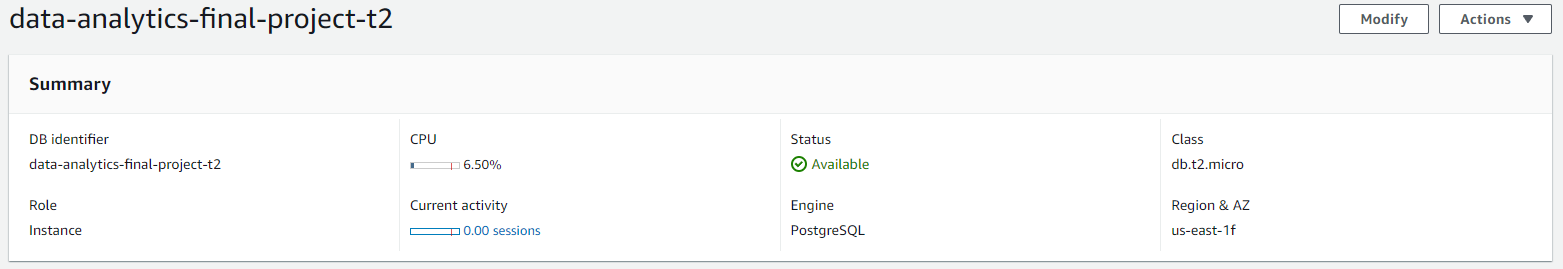 data-analytics-final-project-t2
Modify
Actions
Summary
DB identifier
data-analytics-final-project-t2
CPU
6.50%
Status
Available
Class
db.t2.micro
Role
Instance
Current activity
0.00 sessions
Engine
PostgreSQL
Region & AZ
us-east-1f